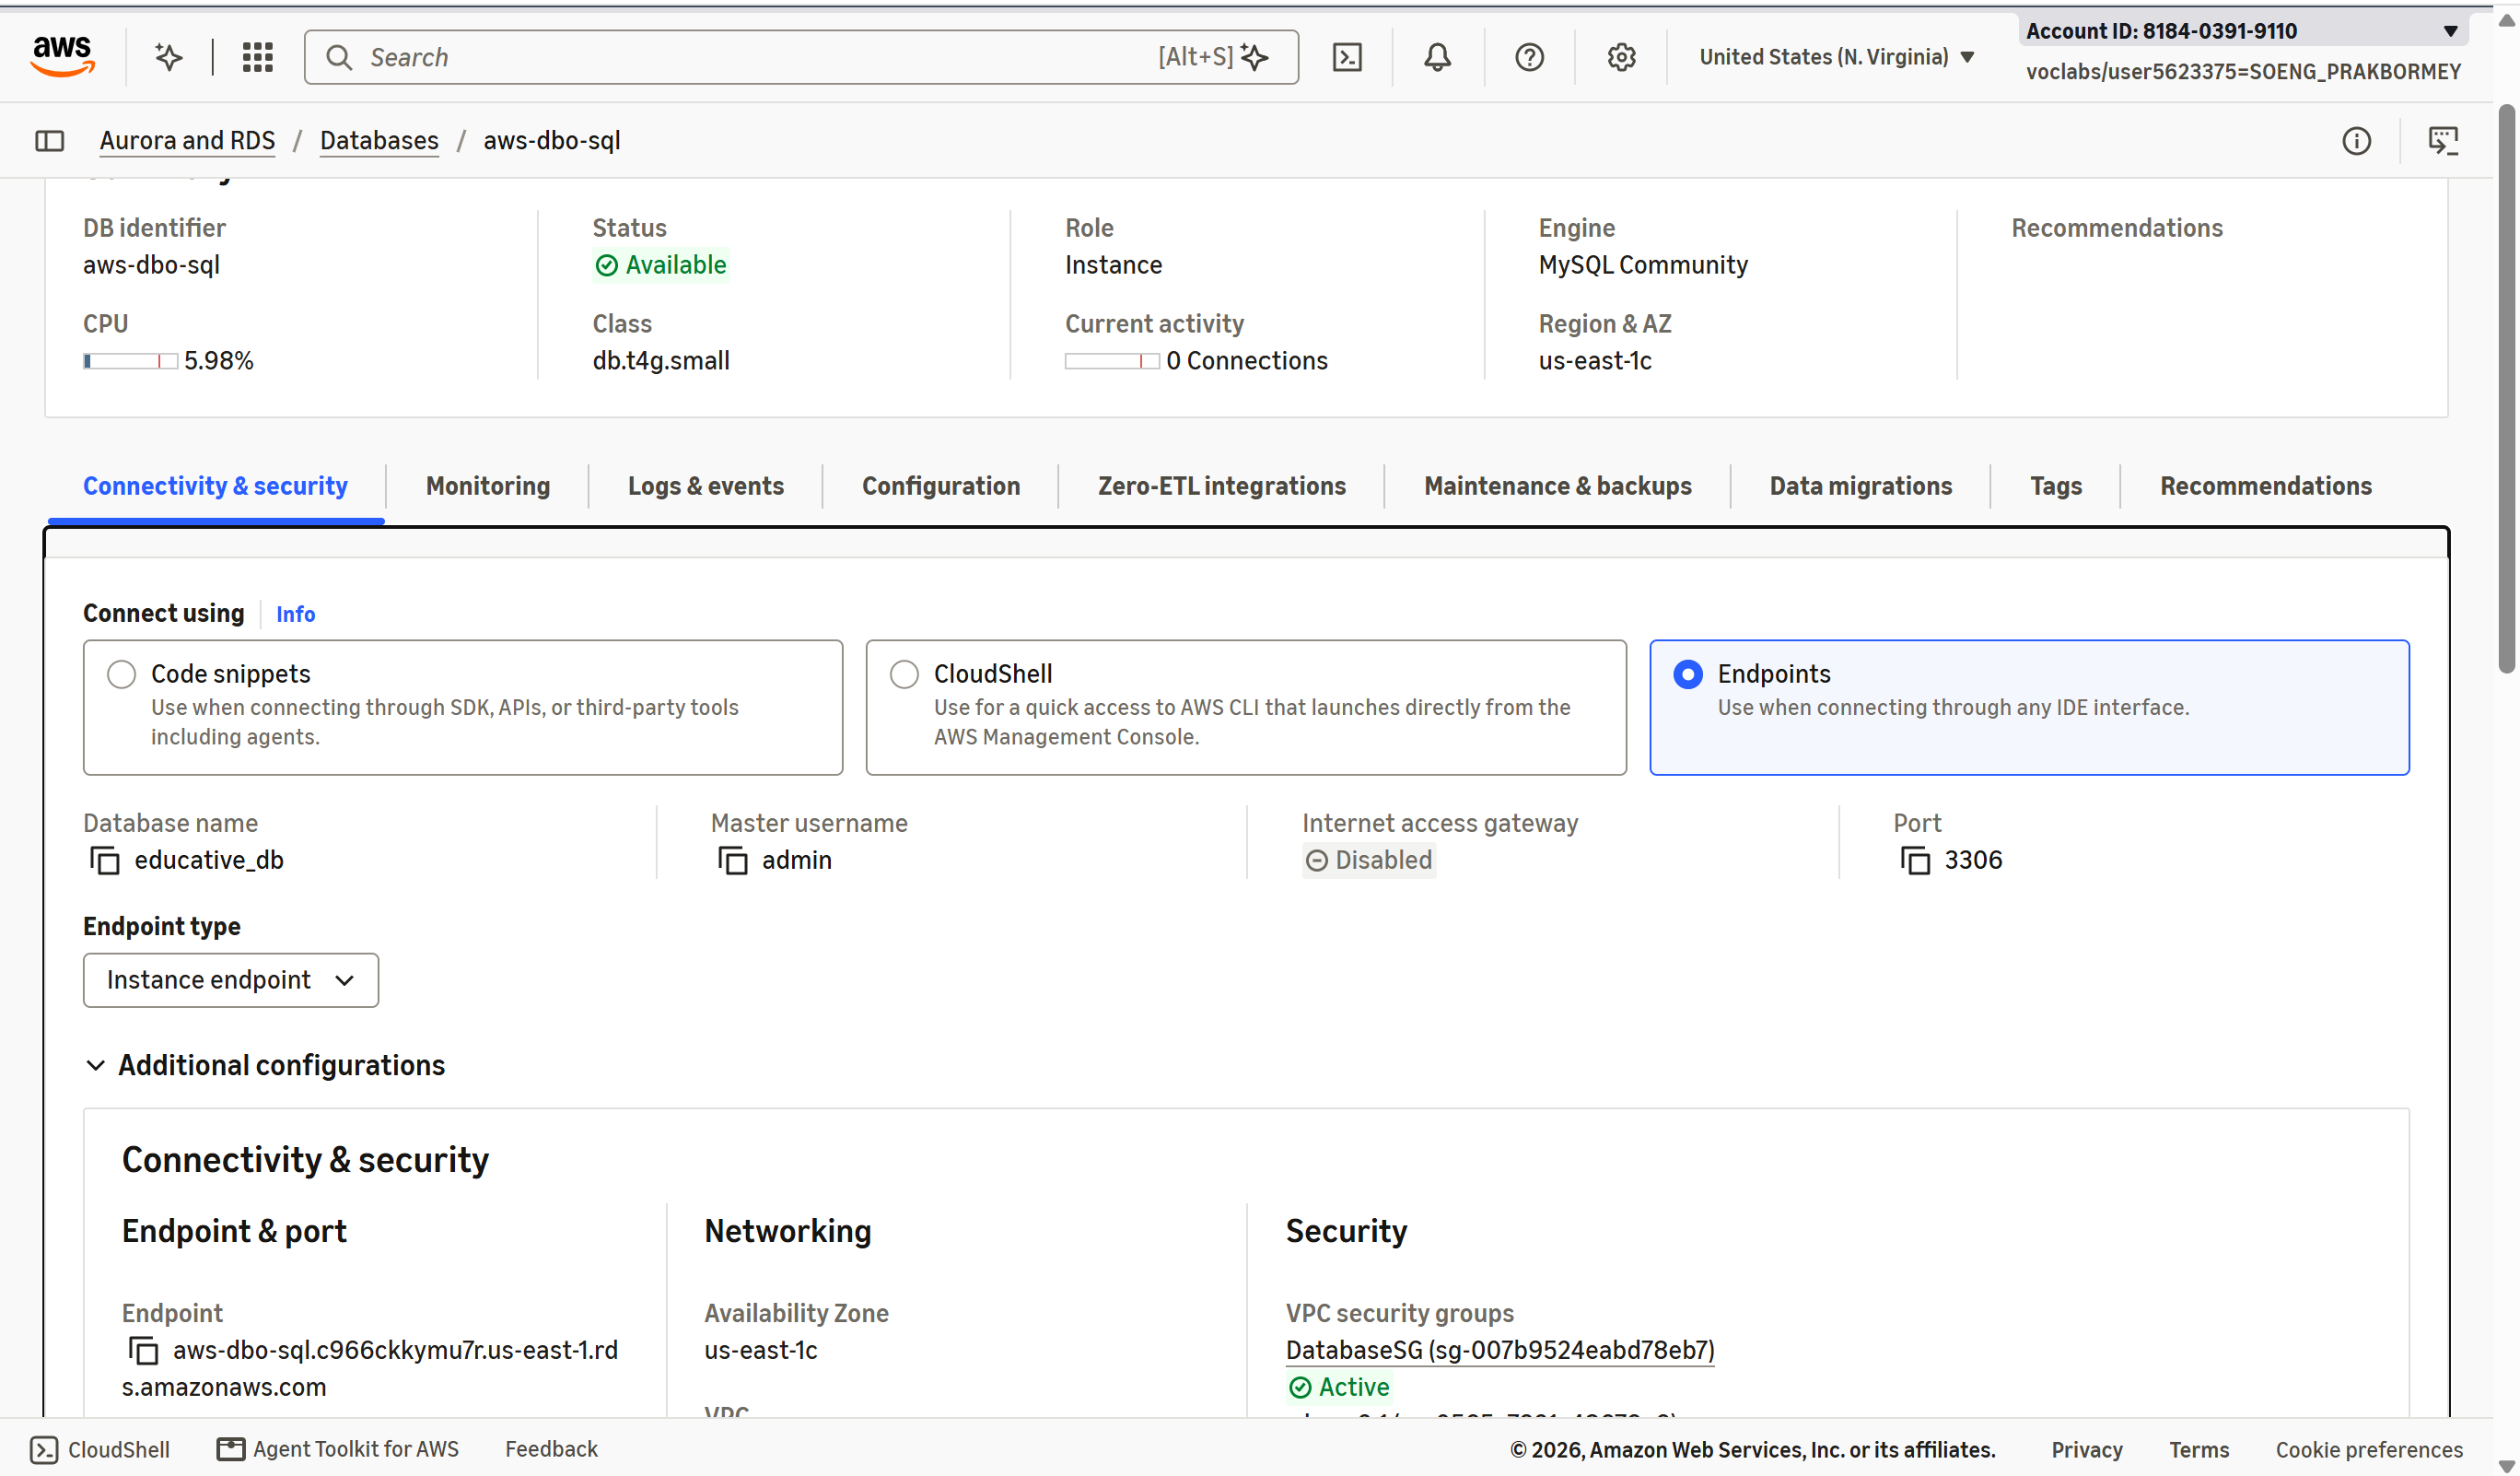 aws
Search [Alt+S]
United States (N. Virginia)
Account ID: 8184-0391-9110
voclabs/user5623375=SOENG_PRAKBORMEY
Aurora and RDS / Databases / aws-dbo-sql
DB identifier
aws-dbo-sql
Status
Available
Role
Instance
Engine
MySQL Community
Recommendations
CPU
5.98%
Class
db.t4g.small
Current activity
0 Connections
Region & AZ
us-east-1c
Connectivity & security
Monitoring
Logs & events
Configuration
Zero-ETL integrations
Maintenance & backups
Data migrations
Tags
Recommendations
Connect using
Info
Code snippets
Use when connecting through SDK, APIs, or third-party tools
including agents.
CloudShell
Use for a quick access to AWS CLI that launches directly from the
AWS Management Console.
Endpoints
Use when connecting through any IDE interface.
Database name
educative_db
Master username
admin
Internet access gateway
Disabled
Port
3306
Endpoint type
Instance endpoint
Additional configurations
Connectivity & security
Endpoint & port
Endpoint
aws-dbo-sql.c966ckkymu7r.us-east-1.rd
s.amazonaws.com
Networking
Availability Zone
us-east-1c
VPC
Security
VPC security groups
DatabaseSG (sg-007b9524eabd78eb7)
Active
CloudShell
Agent Toolkit for AWS
Feedback
© 2026, Amazon Web Services, Inc. or its affiliates.
Privacy
Terms
Cookie preferences